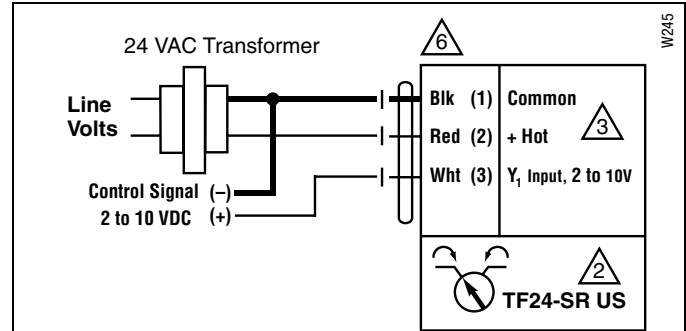 W245
24 VAC Transformer
6
Line
Volts
Blk (1) Common
Red (2) + Hot
3
Wht (3) Y1 Input, 2 to 10V
Control Signal (–)
2 to 10 VDC (+)
2
TF24-SR US